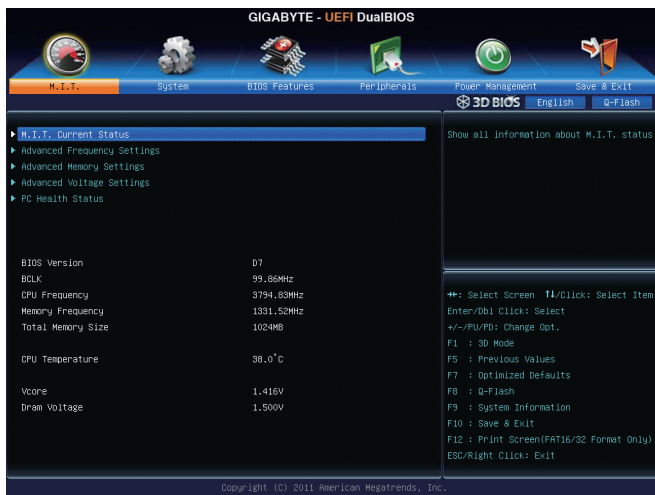 GIGABYTE - UEFI DualBIOS
M.I.T.
System
BIOS Features
Peripherals
Power Management
Save & Exit
3D BIOS
English
Q-Flash
M.I.T. Current Status
Advanced Frequency Settings
Advanced Memory Settings
Advanced Voltage Settings
PC Health Status
Show all information about M.I.T. status
BIOS Version D7
BCLK 99.86MHz
CPU Frequency 3794.83MHz
Memory Frequency 1331.52MHz
Total Memory Size 1024MB
CPU Temperature 38.0°C
Vcore 1.416V
Dram Voltage 1.500V
→←: Select Screen ↑↓/Click: Select Item
Enter/Dbl Click: Select
+/-/PU/PD: Change Opt.
F1 : 3D Mode
F5 : Previous Values
F7 : Optimized Defaults
F8 : Q-Flash
F9 : System Information
F10 : Save & Exit
F12 : Print Screen(FAT16/32 Format Only)
ESC/Right Click: Exit
Copyright (C) 2011 American Megatrends, Inc.